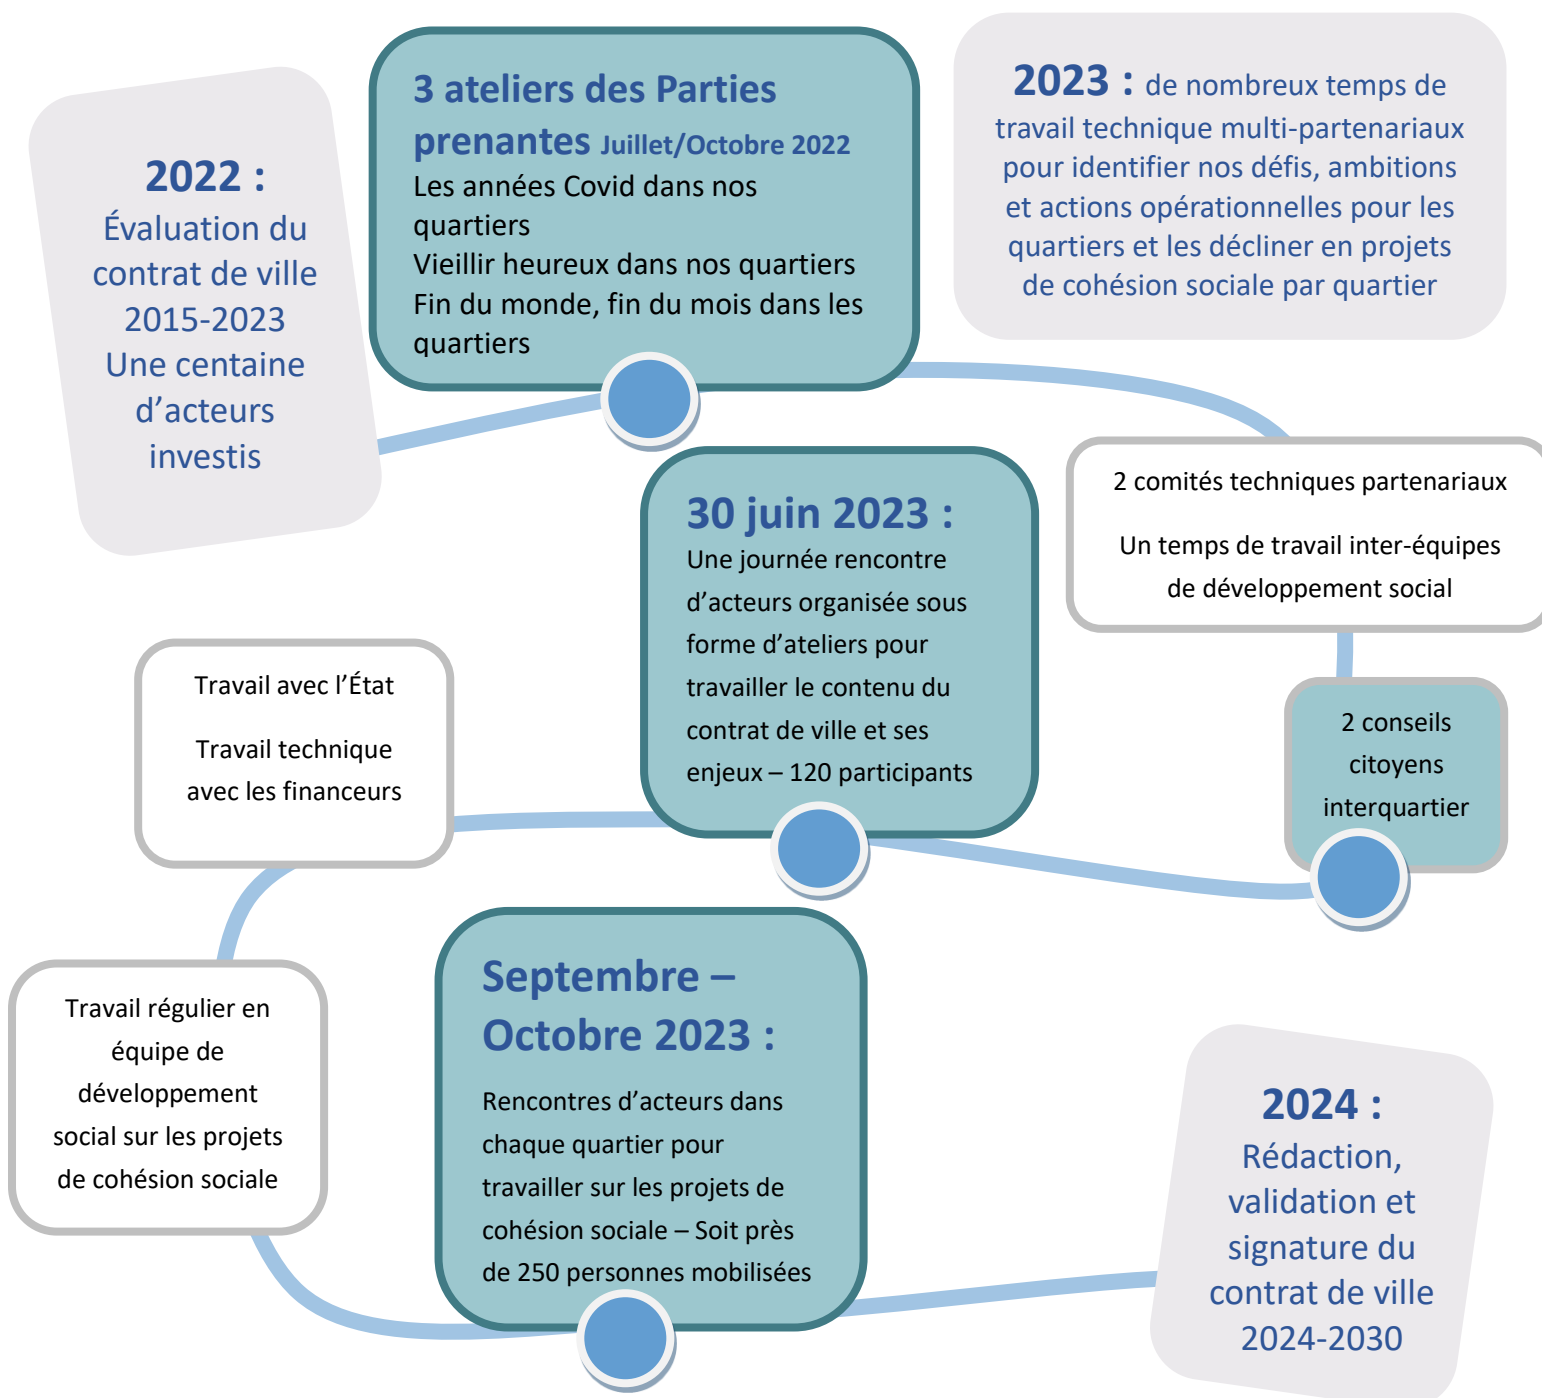 2022 :
Évaluation du
contrat de ville
2015-2023
Une centaine
d’acteurs
investis
3 ateliers des Parties
prenantes Juillet/Octobre 2022
Les années Covid dans nos
quartiers
Vieillir heureux dans nos quartiers
Fin du monde, fin du mois dans les
quartiers
2023 : de nombreux temps de
travail technique multi-partenariaux
pour identifier nos défis, ambitions
et actions opérationnelles pour les
quartiers et les décliner en projets
de cohésion sociale par quartier
2 comités techniques partenariaux
Un temps de travail inter-équipes
de développement social
2 conseils
citoyens
interquartier
30 juin 2023 :
Une journée rencontre
d’acteurs organisée sous
forme d’ateliers pour
travailler le contenu du
contrat de ville et ses
enjeux – 120 participants
Travail avec l’État
Travail technique
avec les financeurs
Travail régulier en
équipe de
développement
social sur les projets
de cohésion sociale
Septembre –
Octobre 2023 :
Rencontres d’acteurs dans
chaque quartier pour
travailler sur les projets de
cohésion sociale – Soit près
de 250 personnes mobilisées
2024 :
Rédaction,
validation et
signature du
contrat de ville
2024-2030